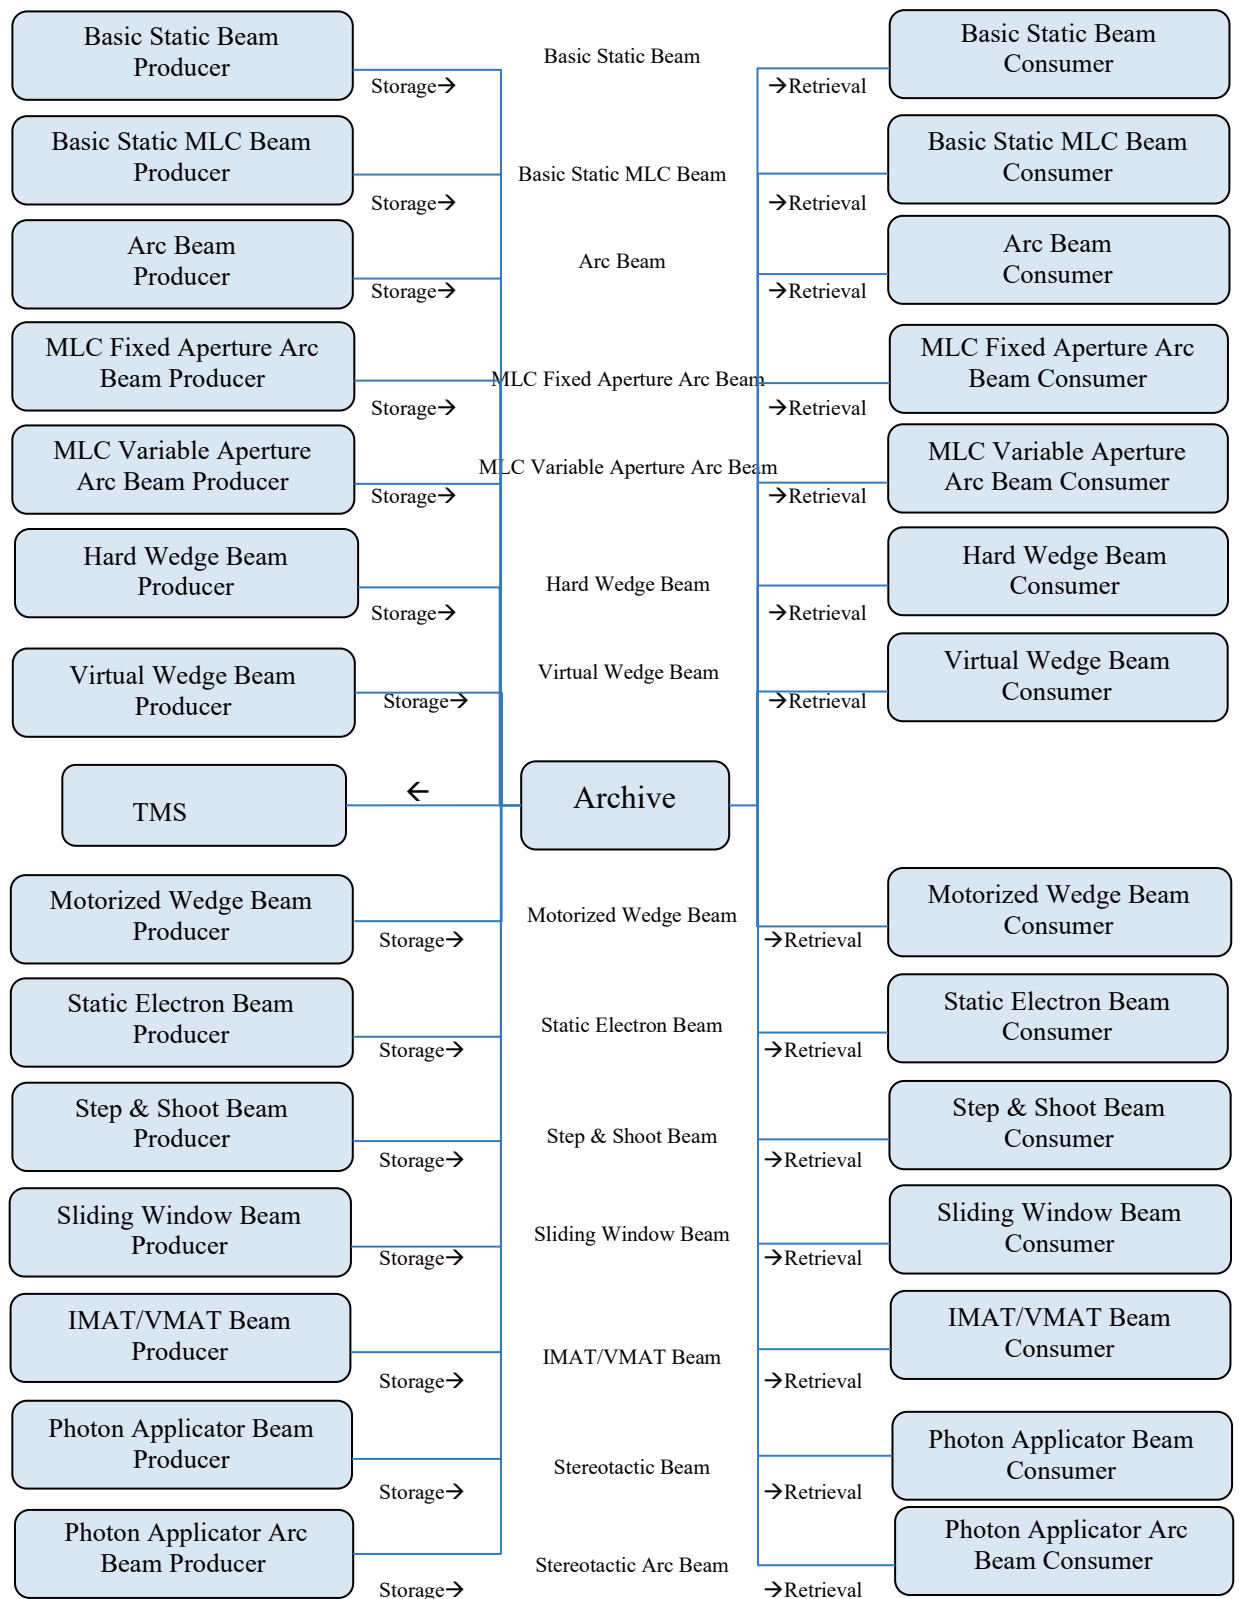 Basic Static Beam
Producer
Storage→
Basic Static Beam
→Retrieval
Basic Static Beam
Consumer
Basic Static MLC Beam
Producer
Storage→
Basic Static MLC Beam
→Retrieval
Basic Static MLC Beam
Consumer
Arc Beam
Producer
Storage→
Arc Beam
→Retrieval
Arc Beam
Consumer
MLC Fixed Aperture Arc
Beam Producer
Storage→
MLC Fixed Aperture Arc Beam
→Retrieval
MLC Fixed Aperture Arc
Beam Consumer
MLC Variable Aperture
Arc Beam Producer
Storage→
MLC Variable Aperture Arc Beam
→Retrieval
MLC Variable Aperture
Arc Beam Consumer
Hard Wedge Beam
Producer
Storage→
Hard Wedge Beam
→Retrieval
Hard Wedge Beam
Consumer
Virtual Wedge Beam
Producer
Storage→
Virtual Wedge Beam
→Retrieval
Virtual Wedge Beam
Consumer
TMS
←
Archive
Motorized Wedge Beam
Producer
Storage→
Motorized Wedge Beam
→Retrieval
Motorized Wedge Beam
Consumer
Static Electron Beam
Producer
Storage→
Static Electron Beam
→Retrieval
Static Electron Beam
Consumer
Step & Shoot Beam
Producer
Storage→
Step & Shoot Beam
→Retrieval
Step & Shoot Beam
Consumer
Sliding Window Beam
Producer
Storage→
Sliding Window Beam
→Retrieval
Sliding Window Beam
Consumer
IMAT/VMAT Beam
Producer
Storage→
IMAT/VMAT Beam
→Retrieval
IMAT/VMAT Beam
Consumer
Photon Applicator Beam
Producer
Storage→
Stereotactic Beam
→Retrieval
Photon Applicator Beam
Consumer
Photon Applicator Arc
Beam Producer
Storage→
Stereotactic Arc Beam
→Retrieval
Photon Applicator Arc
Beam Consumer